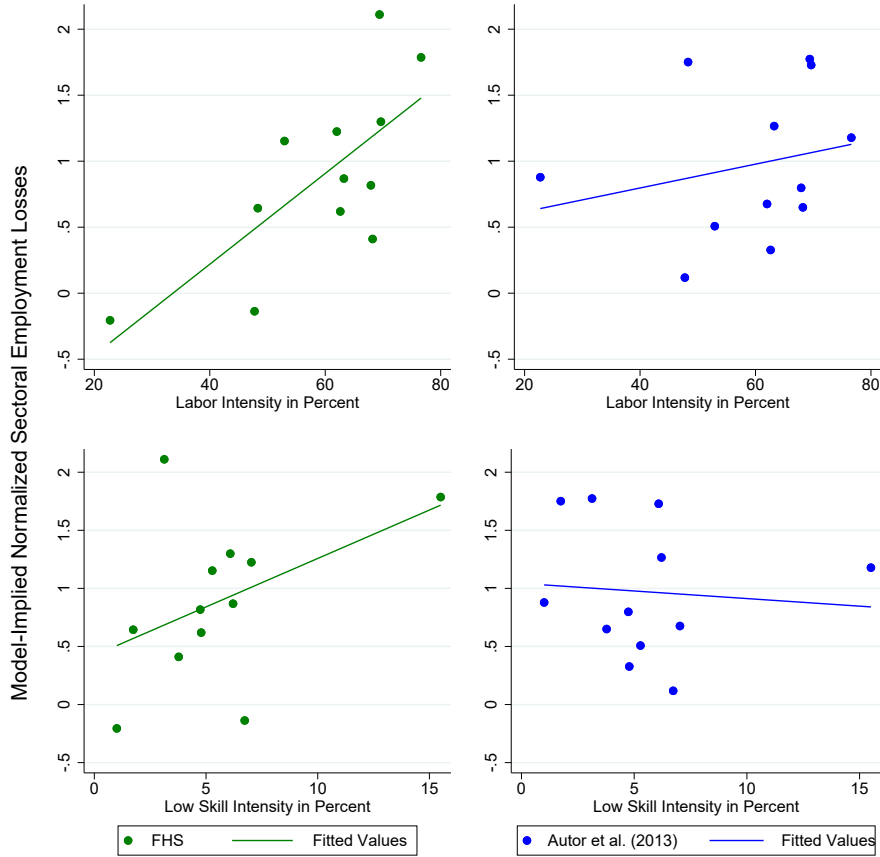 Model-Implied Normalized Sectoral Employment Losses
2
1.5
1
.5
0
-.5
20 40 60 80
Labor Intensity in Percent
2
1.5
1
.5
0
-.5
20 40 60 80
Labor Intensity in Percent
2
1.5
1
.5
0
-.5
0 5 10 15
Low Skill Intensity in Percent
2
1.5
1
.5
0
-.5
0 5 10 15
Low Skill Intensity in Percent
FHS Fitted Values
Autor et al. (2013) Fitted Values